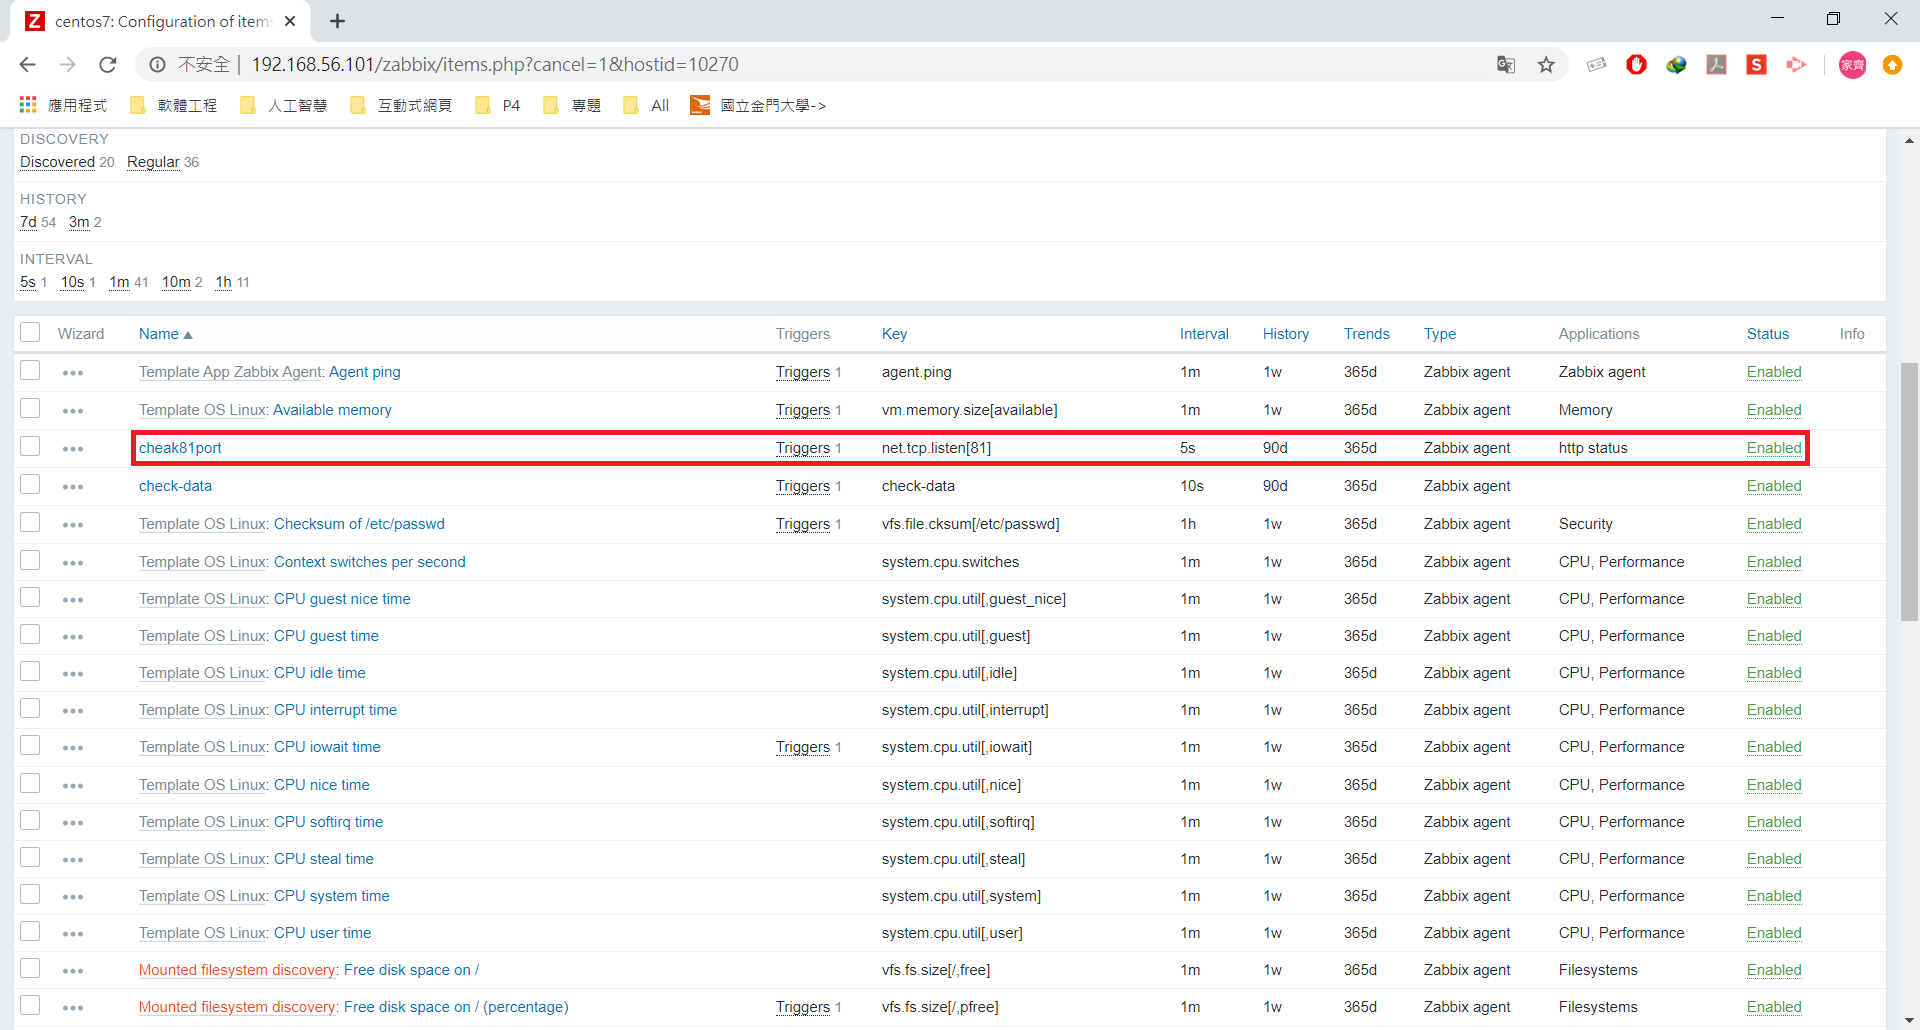 centos7: Configuration of item
不安全 | 192.168.56.101/zabbix/items.php?cancel=1&hostid=10270
S 家齊
應用程式 軟體工程 人工智慧 互動式網頁 P4 專題 All 國立金門大學->
DISCOVERY
Discovered 20 Regular 36
HISTORY
7d 54 3m 2
INTERVAL
5s 1 10s 1 1m 41 10m 2 1h 11
Wizard Name Triggers Key Interval History Trends Type Applications Status Info
Template App Zabbix Agent: Agent ping Triggers 1 agent.ping 1m 1w 365d Zabbix agent Zabbix agent Enabled
Template OS Linux: Available memory Triggers 1 vm.memory.size[available] 1m 1w 365d Zabbix agent Memory Enabled
cheak81port Triggers 1 net.tcp.listen[81] 5s 90d 365d Zabbix agent http status Enabled
check-data Triggers 1 check-data 10s 90d 365d Zabbix agent Enabled
Template OS Linux: Checksum of /etc/passwd Triggers 1 vfs.file.cksum[/etc/passwd] 1h 1w 365d Zabbix agent Security Enabled
Template OS Linux: Context switches per second system.cpu.switches 1m 1w 365d Zabbix agent CPU, Performance Enabled
Template OS Linux: CPU guest nice time system.cpu.util[,guest_nice] 1m 1w 365d Zabbix agent CPU, Performance Enabled
Template OS Linux: CPU guest time system.cpu.util[,guest] 1m 1w 365d Zabbix agent CPU, Performance Enabled
Template OS Linux: CPU idle time system.cpu.util[,idle] 1m 1w 365d Zabbix agent CPU, Performance Enabled
Template OS Linux: CPU interrupt time system.cpu.util[,interrupt] 1m 1w 365d Zabbix agent CPU, Performance Enabled
Template OS Linux: CPU iowait time Triggers 1 system.cpu.util[,iowait] 1m 1w 365d Zabbix agent CPU, Performance Enabled
Template OS Linux: CPU nice time system.cpu.util[,nice] 1m 1w 365d Zabbix agent CPU, Performance Enabled
Template OS Linux: CPU softirq time system.cpu.util[,softirq] 1m 1w 365d Zabbix agent CPU, Performance Enabled
Template OS Linux: CPU steal time system.cpu.util[,steal] 1m 1w 365d Zabbix agent CPU, Performance Enabled
Template OS Linux: CPU system time system.cpu.util[,system] 1m 1w 365d Zabbix agent CPU, Performance Enabled
Template OS Linux: CPU user time system.cpu.util[,user] 1m 1w 365d Zabbix agent CPU, Performance Enabled
Mounted filesystem discovery: Free disk space on / vfs.fs.size[/,free] 1m 1w 365d Zabbix agent Filesystems Enabled
Mounted filesystem discovery: Free disk space on / (percentage) Triggers 1 vfs.fs.size[/,pfree] 1m 1w 365d Zabbix agent Filesystems Enabled